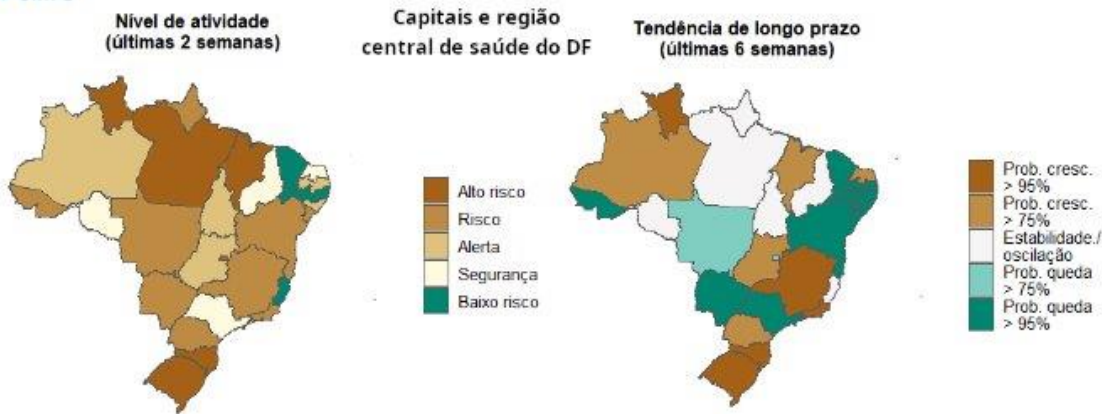 Nível de atividade
(últimas 2 semanas)
Capitais e região
central de saúde do DF
Tendência de longo prazo
(últimas 6 semanas)
Alto risco
Risco
Alerta
Segurança
Baixo risco
Prob. cresc.
> 95%
Prob. cresc.
> 75%
Estabilidade./
oscilação
Prob. queda
> 75%
Prob. queda
> 95%